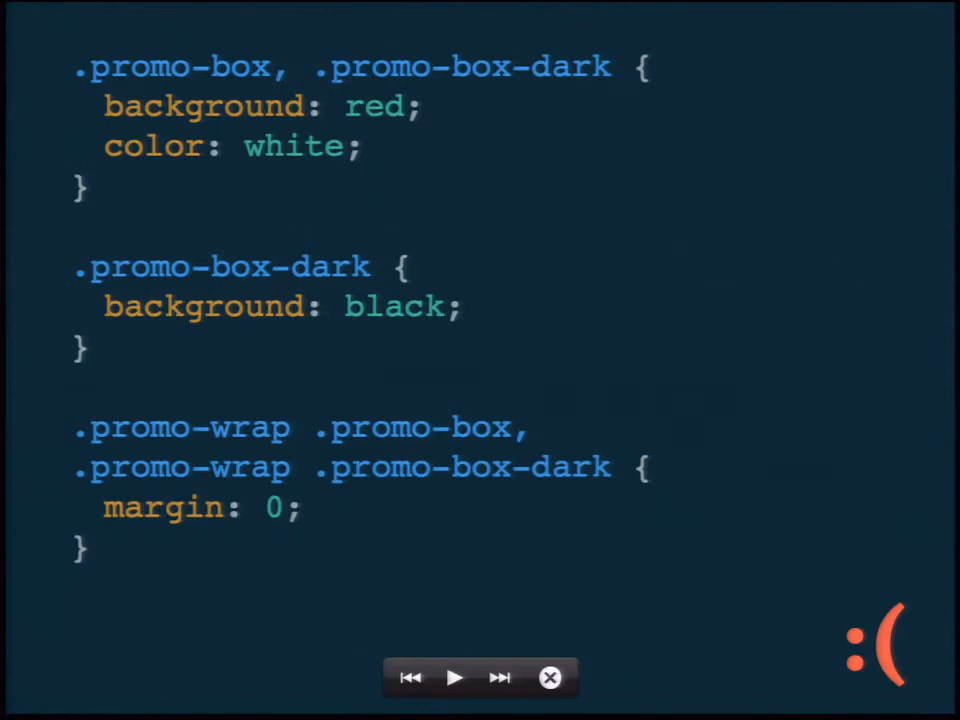 .promo-box, .promo-box-dark {
  background: red;
  color: white;
}

.promo-box-dark {
  background: black;
}

.promo-wrap .promo-box,
.promo-wrap .promo-box-dark {
  margin: 0;
}
:(